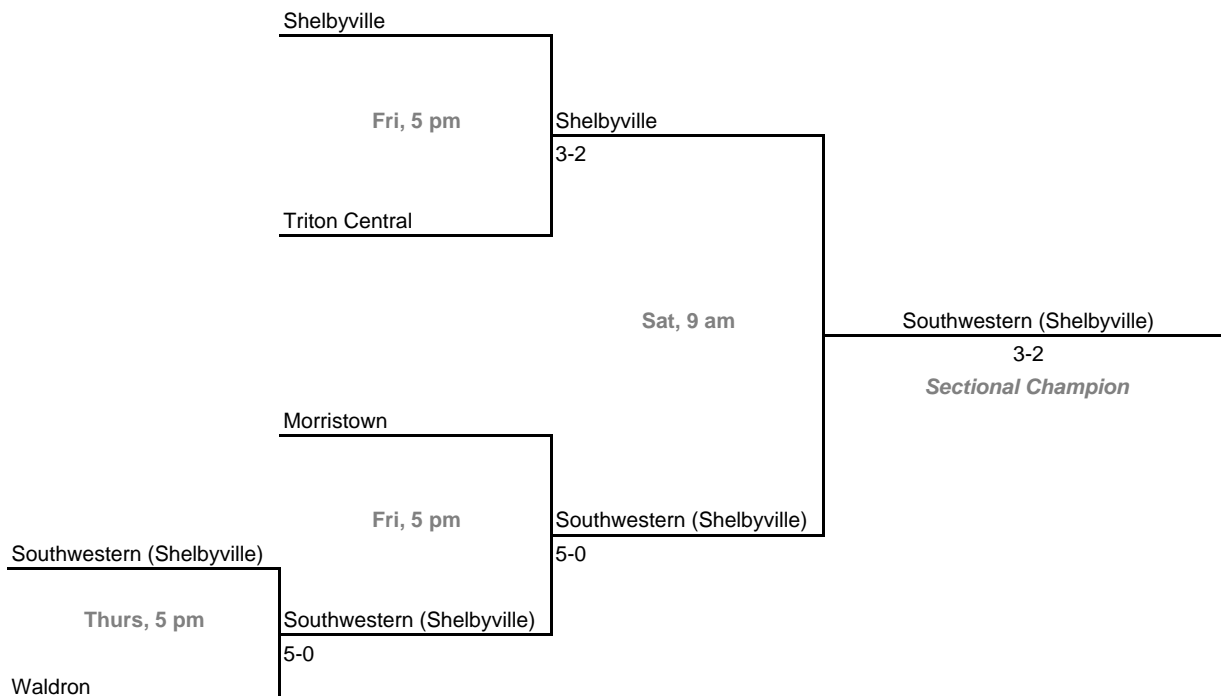 Shelbyville
Fri, 5 pm
Shelbyville
3-2
Triton Central
Sat, 9 am
Southwestern (Shelbyville)
3-2
Sectional Champion
Morristown
Fri, 5 pm
Southwestern (Shelbyville)
5-0
Southwestern (Shelbyville)
Thurs, 5 pm
Southwestern (Shelbyville)
5-0
Waldron